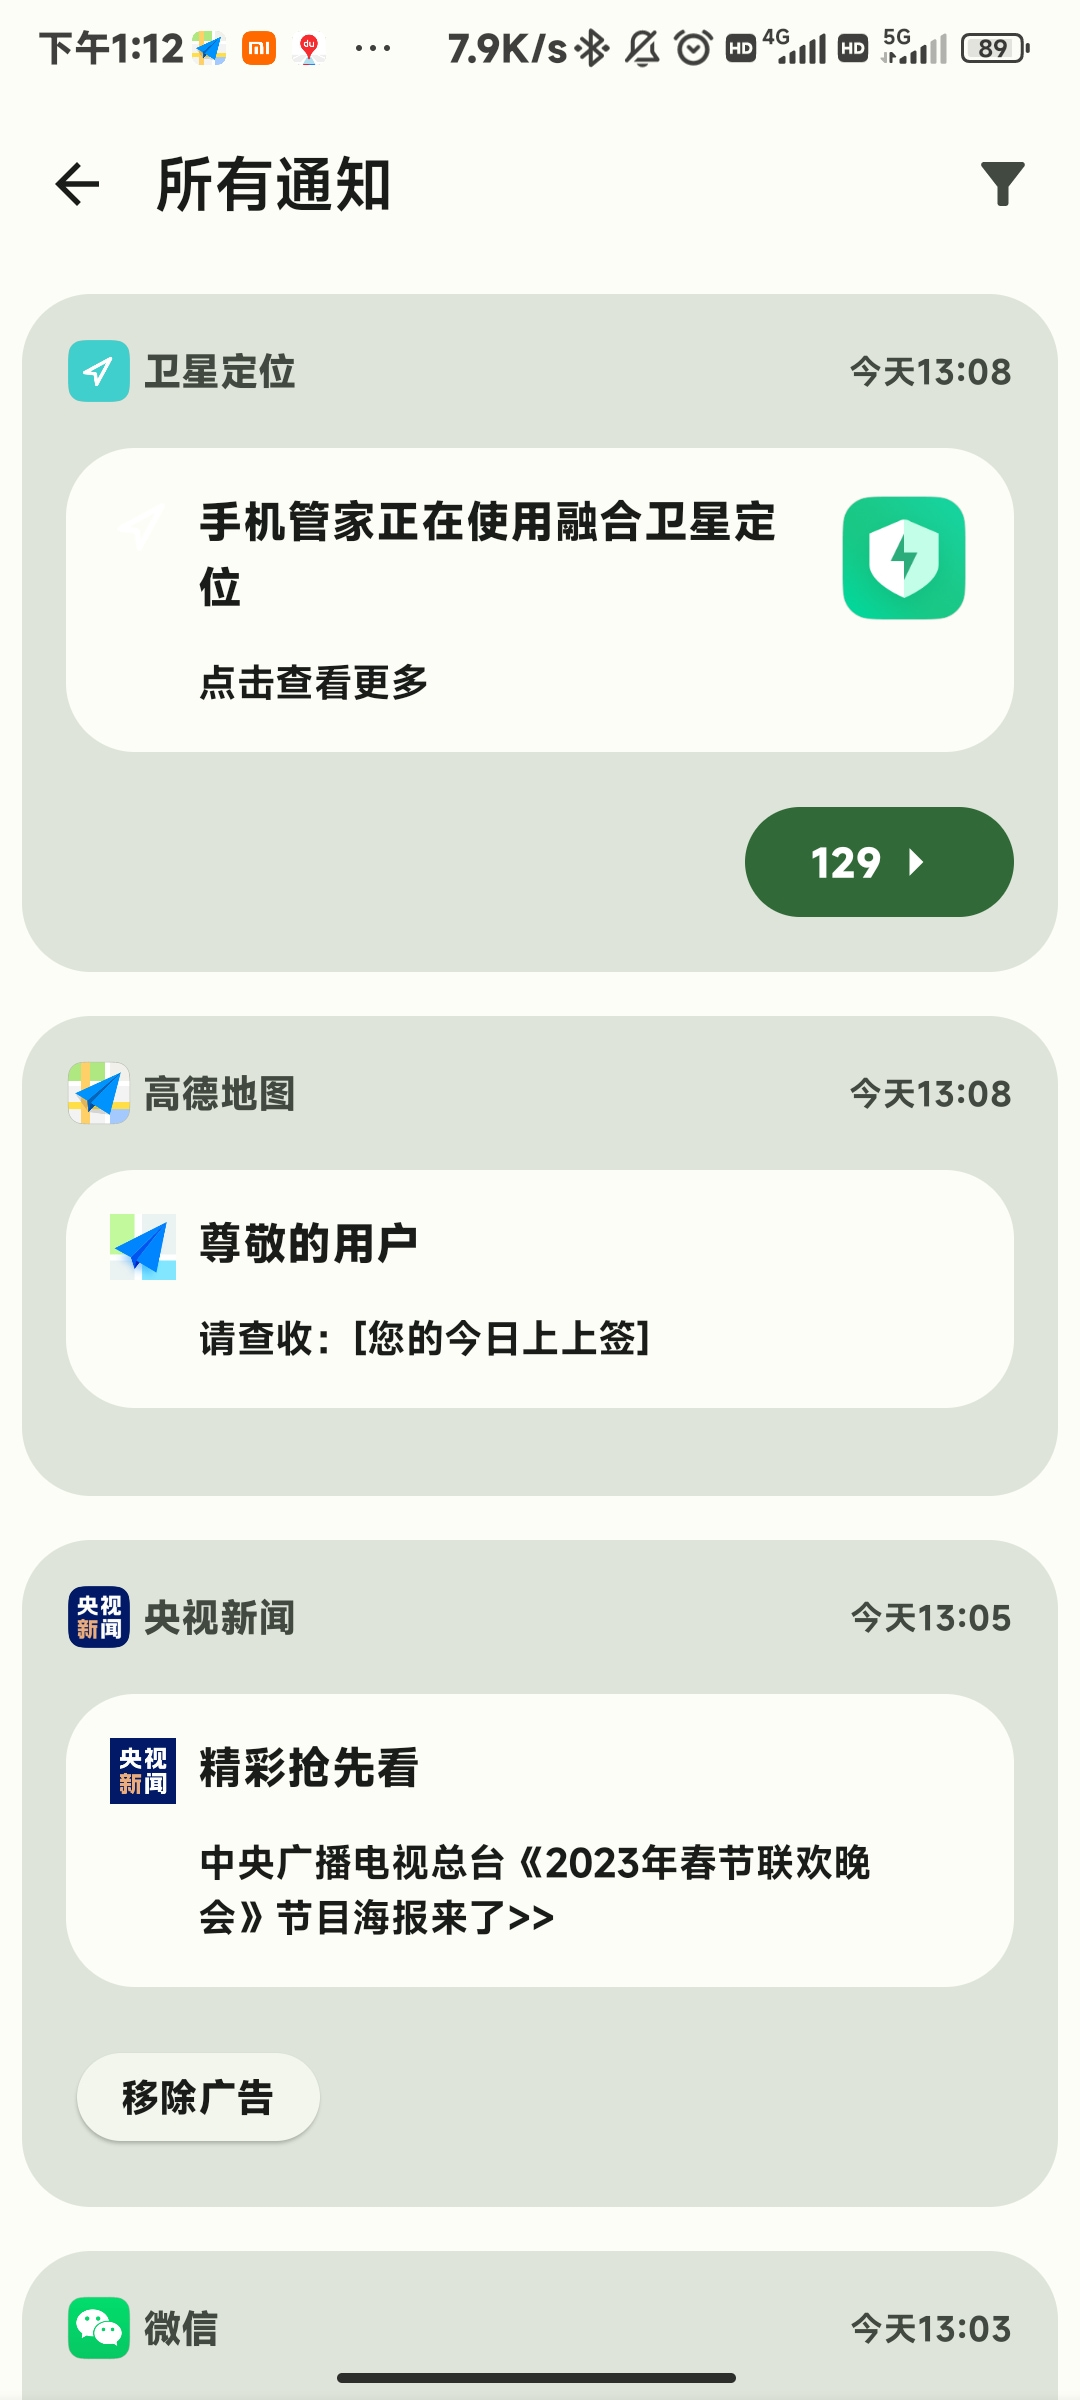 下午1:12 7.9K/s HD 4G HD 5G 89
所有通知
卫星定位 今天13:08
手机管家正在使用融合卫星定
位
点击查看更多
129
高德地图 今天13:08
尊敬的用户
请查收：[您的今日上上签]
央视新闻 今天13:05
央视
新闻
精彩抢先看
中央广播电视总台《2023年春节联欢晚
会》节目海报来了>>
移除广告
微信 今天13:03